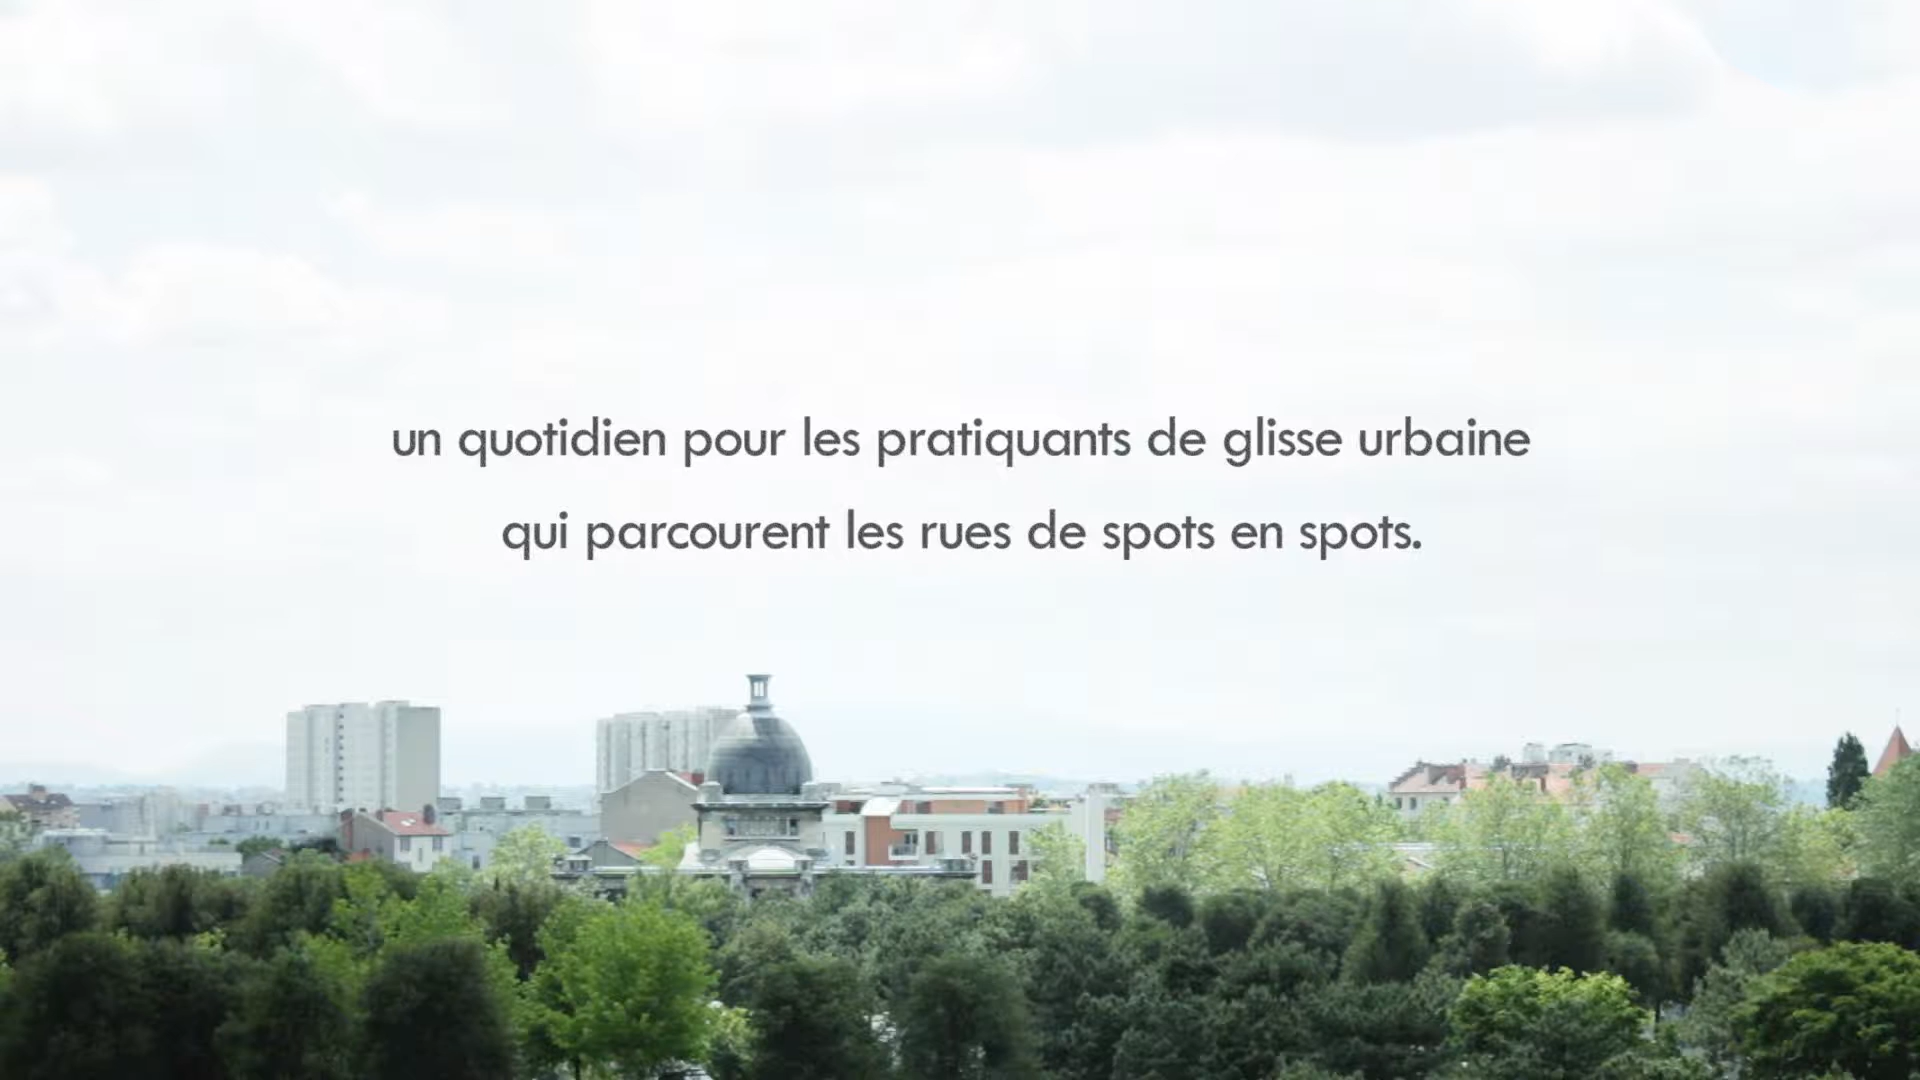 un quotidien pour les pratiquants de glisse urbaine
qui parcourent les rues de spots en spots.